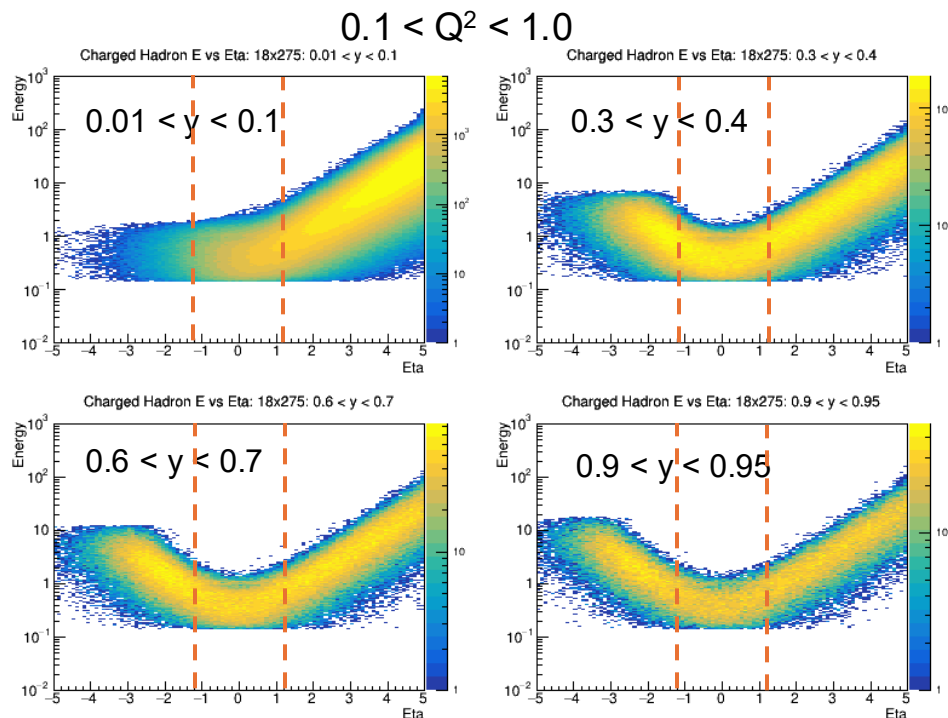 0.1 < Q² < 1.0
Charged Hadron E vs Eta: 18x275: 0.01 < y < 0.1
Energy
10³
10²
10
1
10⁻¹
10⁻²
0.01 < y < 0.1
10³
10²
10
1
−5 −4 −3 −2 −1 0 1 2 3 4 5
Eta
Charged Hadron E vs Eta: 18x275: 0.3 < y < 0.4
Energy
10³
10²
10
1
10⁻¹
10⁻²
0.3 < y < 0.4
10
1
−5 −4 −3 −2 −1 0 1 2 3 4 5
Eta
Charged Hadron E vs Eta: 18x275: 0.6 < y < 0.7
Energy
10³
10²
10
1
10⁻¹
10⁻²
0.6 < y < 0.7
10
1
−5 −4 −3 −2 −1 0 1 2 3 4 5
Eta
Charged Hadron E vs Eta: 18x275: 0.9 < y < 0.95
Energy
10³
10²
10
1
10⁻¹
10⁻²
0.9 < y < 0.95
10
1
−5 −4 −3 −2 −1 0 1 2 3 4 5
Eta